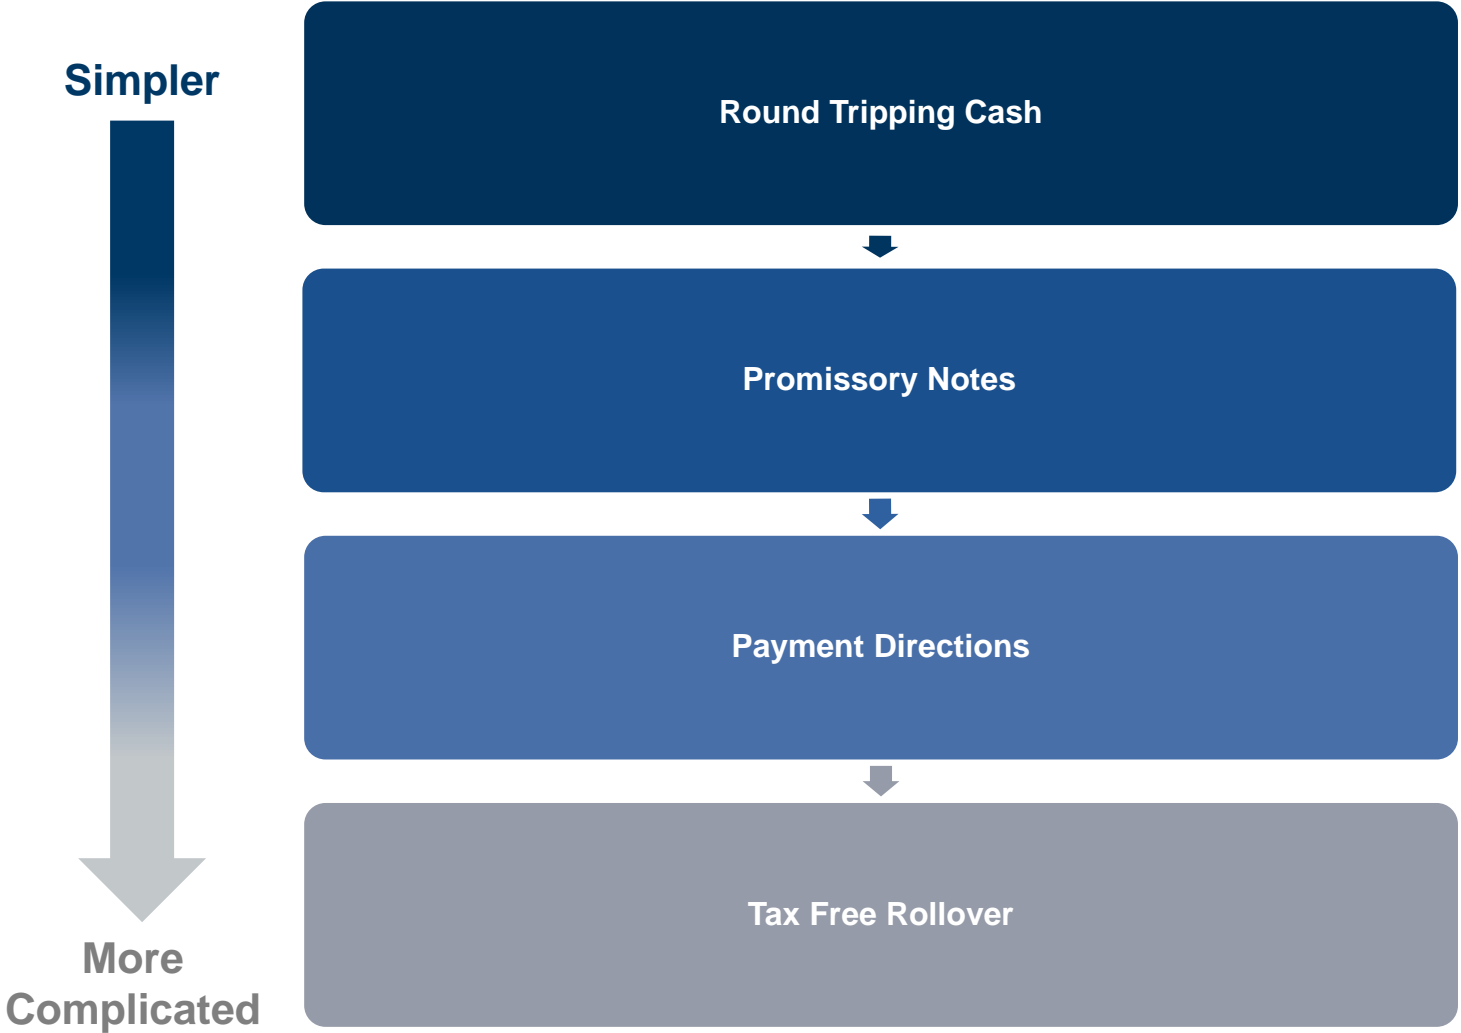 Simpler
Round Tripping Cash
Promissory Notes
Payment Directions
Tax Free Rollover
More
Complicated